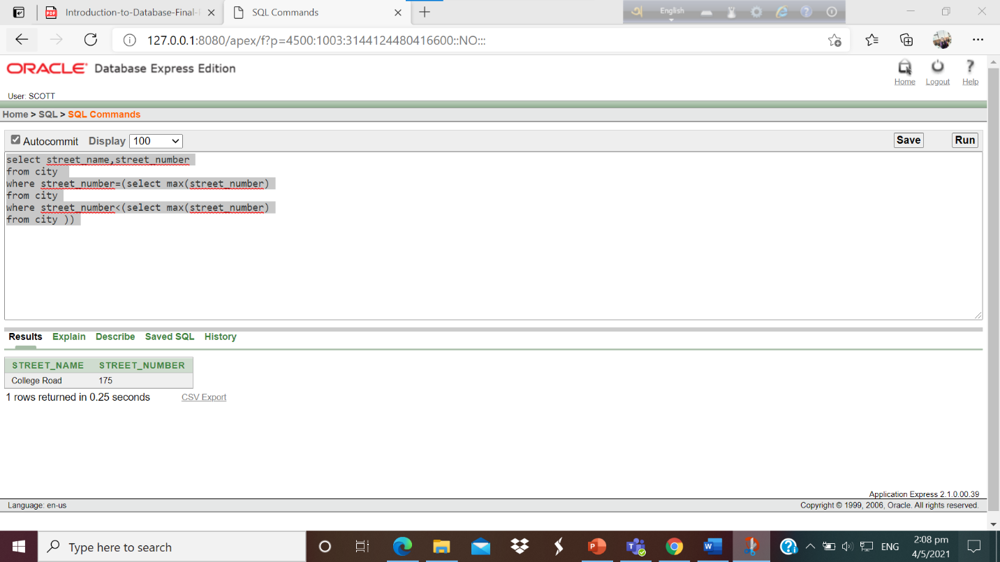 Introduction-to-Database-Final-
SQL Commands
English
127.0.0.1:8080/apex/f?p=4500:1003:3144124480416600::NO:::
ORACLE Database Express Edition
Home Logout Help
User: SCOTT
Home > SQL > SQL Commands
Autocommit Display 100 Save Run
select street_name,street_number
from city
where street_number=(select max(street_number)
from city
where street_number<(select max(street_number)
from city ))
Results Explain Describe Saved SQL History
STREET_NAME STREET_NUMBER
College Road 175
1 rows returned in 0.25 seconds CSV Export
Application Express 2.1.0.00.39
Language: en-us Copyright © 1999, 2006, Oracle. All rights reserved.
Type here to search
ENG
2:08 pm
4/5/2021